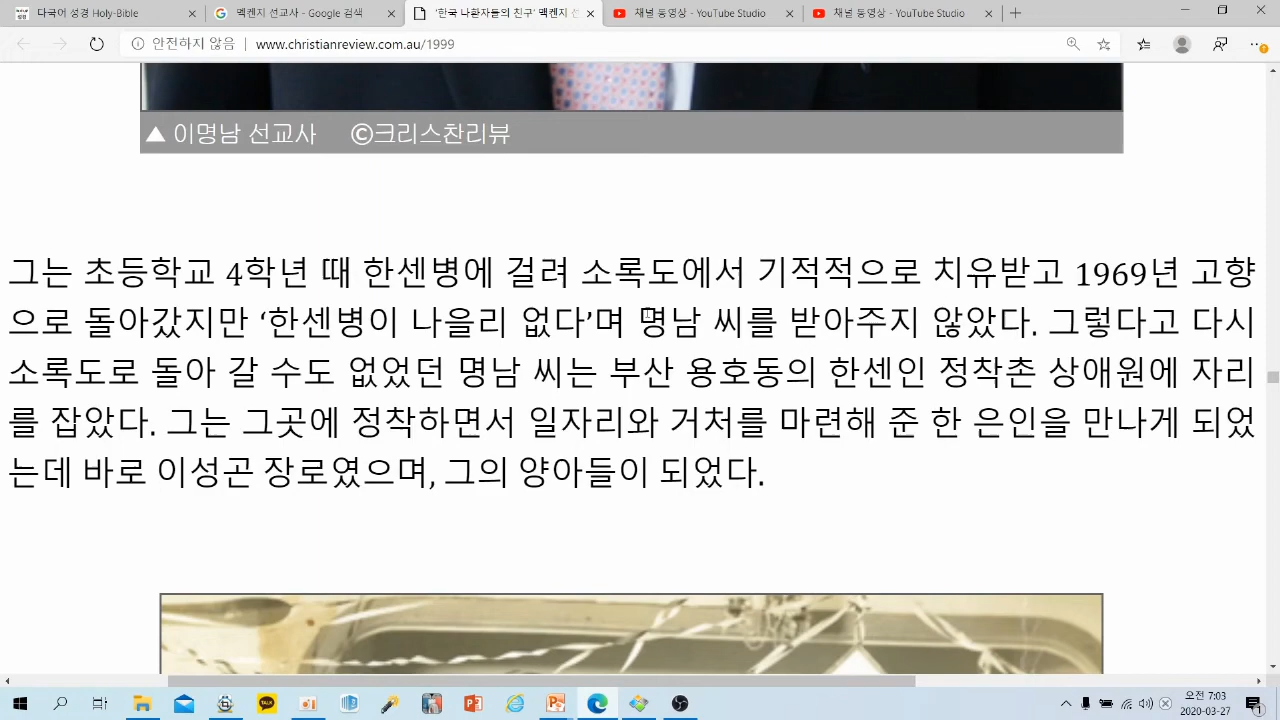 다국어 성경 Holy-Bible
멕켄지 선교사 - Google 검색
'한국 나환자들의 친구' 맥켄지 선
채널 동영상 - YouTube Studio
채널 동영상 - YouTube Studio
안전하지 않음 www.christianreview.com.au/1999
▲ 이명남 선교사 ©크리스찬리뷰
그는 초등학교 4학년 때 한센병에 걸려 소록도에서 기적적으로 치유받고 1969년 고향
으로 돌아갔지만 ‘한센병이 나을리 없다’며 명남 씨를 받아주지 않았다. 그렇다고 다시
소록도로 돌아 갈 수도 없었던 명남 씨는 부산 용호동의 한센인 정착촌 상애원에 자리
를 잡았다. 그는 그곳에 정착하면서 일자리와 거처를 마련해 준 한 은인을 만나게 되었
는데 바로 이성곤 장로였으며, 그의 양아들이 되었다.
TALK
오전 7:03
2020-03-27